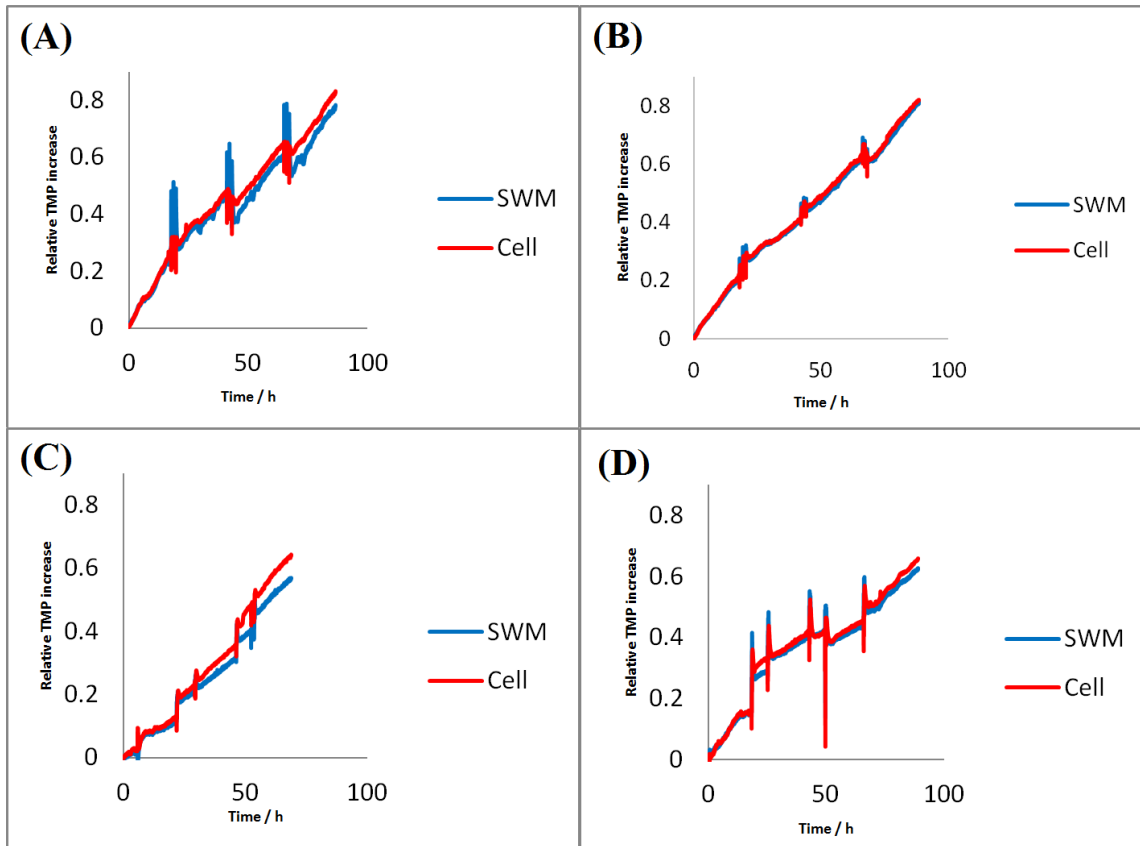 (A)
Relative TMP increase
0.8
0.6
0.4
0.2
0
0 50 100
Time / h
SWM
Cell
(B)
Relative TMP increase
0.8
0.6
0.4
0.2
0
0 50 100
Time / h
SWM
Cell
(C)
Relative TMP increase
0.8
0.6
0.4
0.2
0
0 50 100
Time / h
SWM
Cell
(D)
Relative TMP increase
0.8
0.6
0.4
0.2
0
0 50 100
Time / h
SWM
Cell